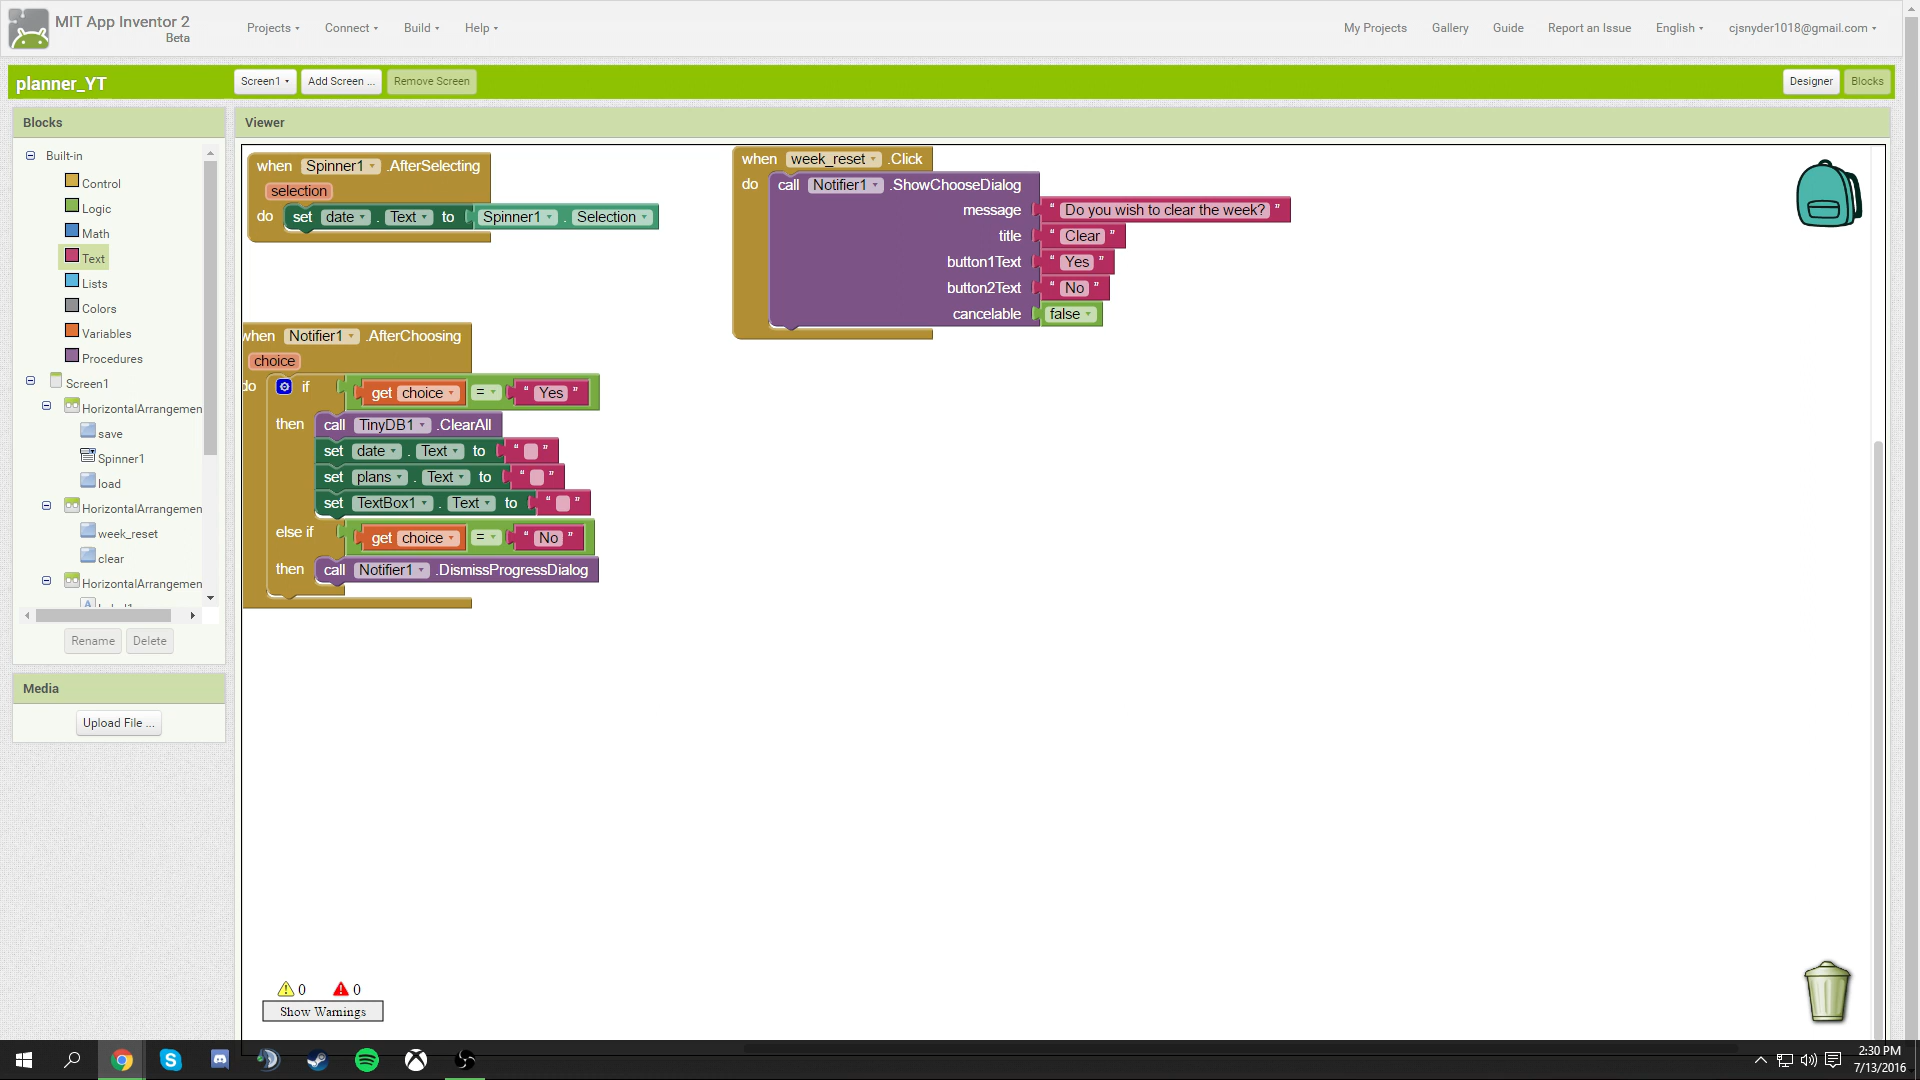 MIT App Inventor 2
Beta
Projects
Connect
Build
Help
My Projects
Gallery
Guide
Report an Issue
English
cjsnyder1018@gmail.com
planner_YT
Screen1
Add Screen ...
Remove Screen
Designer
Blocks
Blocks
Built-in
Control
Logic
Math
Text
Lists
Colors
Variables
Procedures
Screen1
HorizontalArrangemen
save
Spinner1
load
HorizontalArrangemen
week_reset
clear
HorizontalArrangemen
Rename
Delete
Media
Upload File ...
Viewer
when Spinner1 .AfterSelecting
selection
do set date . Text to Spinner1 . Selection
when week_reset .Click
do call Notifier1 .ShowChooseDialog
message " Do you wish to clear the week? "
title " Clear "
button1Text " Yes "
button2Text " No "
cancelable false
when Notifier1 .AfterChoosing
choice
do if get choice = " Yes "
then call TinyDB1 .ClearAll
set date . Text to " "
set plans . Text to " "
set TextBox1 . Text to " "
else if get choice = " No "
then call Notifier1 .DismissProgressDialog
0 0
Show Warnings
2:30 PM
7/13/2016